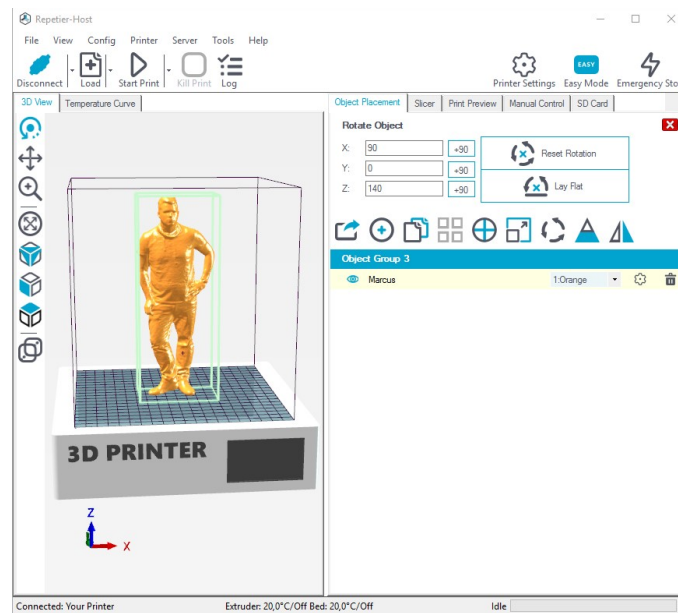 Repetier-Host
File View Config Printer Server Tools Help
Disconnect Load Start Print Kill Print Log Printer Settings Easy Mode Emergency Sto
EASY
3D View Temperature Curve
Object Placement Slicer Print Preview Manual Control SD Card
Rotate Object
X: 90 +90 Reset Rotation
Y: 0 +90
Z: 140 +90 Lay Flat
Object Group 3
Marcus 1:Orange
3D PRINTER
Z
X
Connected: Your Printer Extruder: 20,0°C/Off Bed: 20,0°C/Off Idle